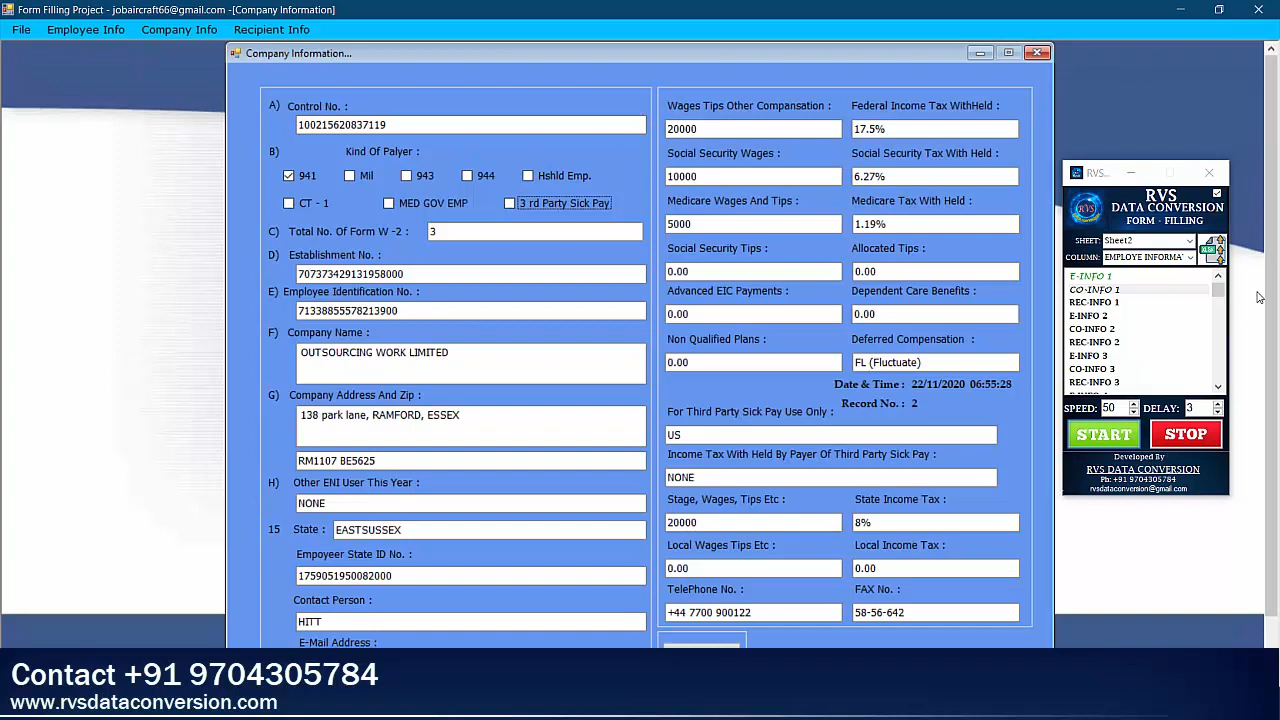 Form Filling Project - jobaircraft66@gmail.com -[Company Information]
File Employee Info Company Info Recipient Info
Company Information...
A) Control No. :
100215620837119
B) Kind Of Palyer :
941 Mil 943 944 Hshld Emp.
CT - 1 MED GOV EMP 3 rd Party Sick Pay
C) Total No. Of Form W -2 : 3
D) Establishment No. :
707373429131958000
E) Employee Identification No. :
71338855578213900
F) Company Name :
OUTSOURCING WORK LIMITED
G) Company Address And Zip :
138 park lane, RAMFORD, ESSEX
RM1107 BE5625
H) Other ENI User This Year :
NONE
15 State : EASTSUSSEX
Empoyeer State ID No. :
1759051950082000
Contact Person :
HITT
E-Mail Address :
Wages Tips Other Compansation : Federal Income Tax WithHeld :
20000 17.5%
Social Security Wages : Social Security Tax With Held :
10000 6.27%
Medicare Wages And Tips : Medicare Tax With Held :
5000 1.19%
Social Security Tips : Allocated Tips :
0.00 0.00
Advanced EIC Payments : Dependent Care Benefits :
0.00 0.00
Non Qualified Plans : Deferred Compensation :
0.00 FL (Fluctuate)
Date & Time : 22/11/2020 06:55:28
Record No. : 2
For Third Party Sick Pay Use Only :
US
Income Tax With Held By Payer Of Third Party Sick Pay :
NONE
Stage, Wages, Tips Etc : State Income Tax :
20000 8%
Local Wages Tips Etc : Local Income Tax :
0.00 0.00
TelePhone No. : FAX No. :
+44 7700 900122 58-56-642
RVS...
RVS
DATA CONVERSION
FORM - FILLING
SHEET: Sheet2
COLUMN: EMPLOYE INFORMA
E-INFO 1
CO-INFO 1
REC-INFO 1
E-INFO 2
CO-INFO 2
REC-INFO 2
E-INFO 3
CO-INFO 3
REC-INFO 3
SPEED: 50 DELAY: 3
START STOP
Developed By
RVS DATA CONVERSION
Ph: +91 9704305784
rvsdataconversion@gmail.com
Contact +91 9704305784
www.rvsdataconversion.com